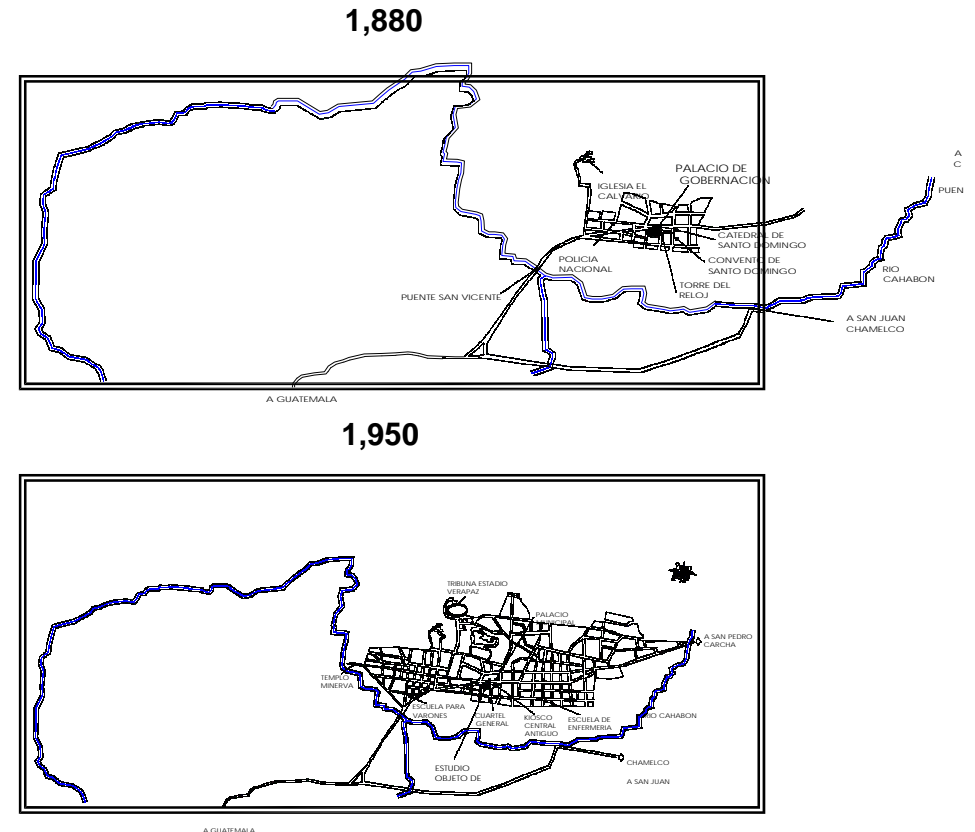 1,880
A
C
PALACIO DE
GOBERNACION
IGLESIA EL
CALVARIO
PUEN
CATEDRAL DE
SANTO DOMINGO
POLICIA
NACIONAL
CONVENTO DE
SANTO DOMINGO
RIO
CAHABON
TORRE DEL
RELOJ
PUENTE SAN VICENTE
A SAN JUAN
CHAMELCO
A GUATEMALA
1,950
TRIBUNA ESTADIO
VERAPAZ
PALACIO
MUNICIPAL
A SAN PEDRO
CARCHA
TEMPLO
MINERVA
ESCUELA PARA
VARONES
CUARTEL
GENERAL
KIOSCO
CENTRAL
ANTIGUO
ESCUELA DE
ENFERMERIA
RIO CAHABON
ESTUDIO
OBJETO DE
CHAMELCO
A SAN JUAN
A GUATEMALA